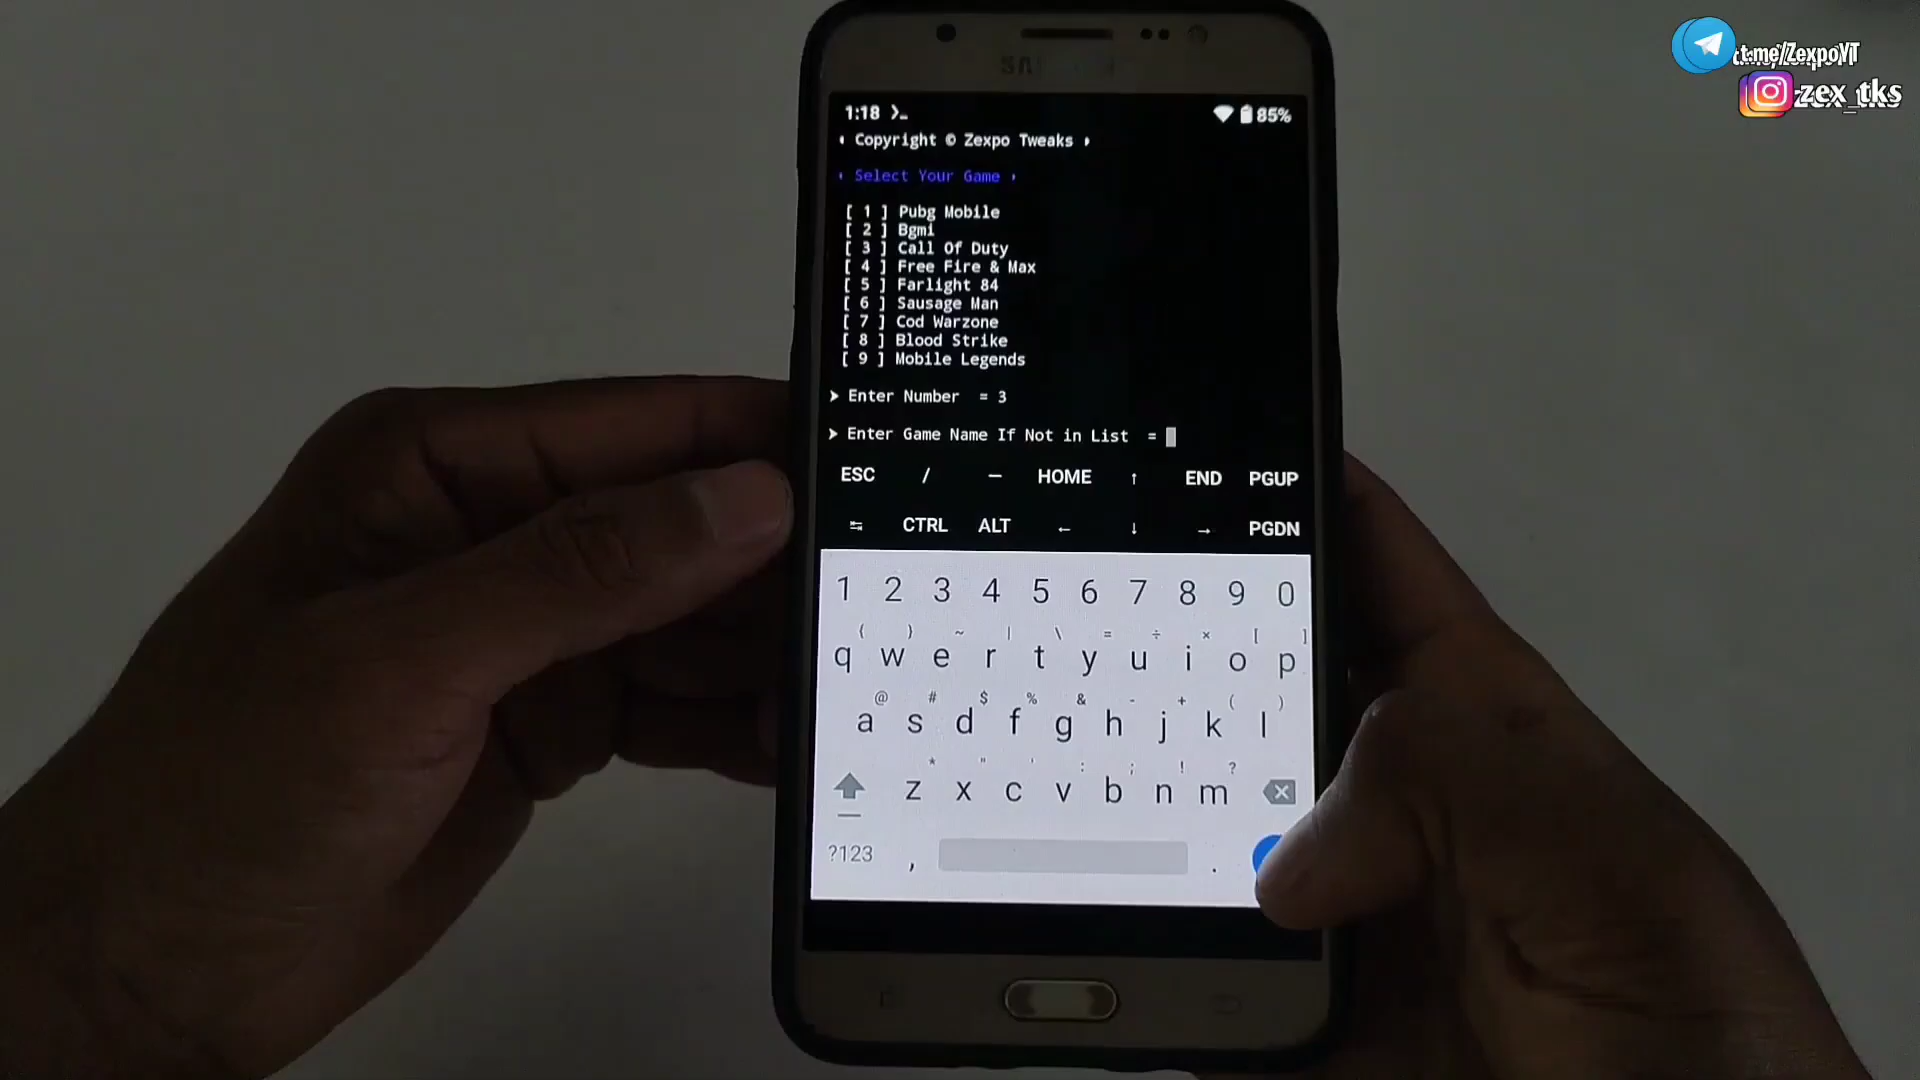 t.me/ZexpoYT
zex_tks
1:18
85%
Copyright © Zexpo Tweaks
Select Your Game
[ 1 ] Pubg Mobile
[ 2 ] Bgmi
[ 3 ] Call Of Duty
[ 4 ] Free Fire & Max
[ 5 ] Farlight 84
[ 6 ] Sausage Man
[ 7 ] Cod Warzone
[ 8 ] Blood Strike
[ 9 ] Mobile Legends
Enter Number = 3
Enter Game Name If Not in List =
ESC / — HOME ↑ END PGUP
CTRL ALT ← ↓ → PGDN
1 2 3 4 5 6 7 8 9 0
{ } ~ | \ = ÷ × [ ]
q w e r t y u i o p
@ # $ % & - + ( )
a s d f g h j k l
* " ' : ; ! ?
z x c v b n m
?123 , .